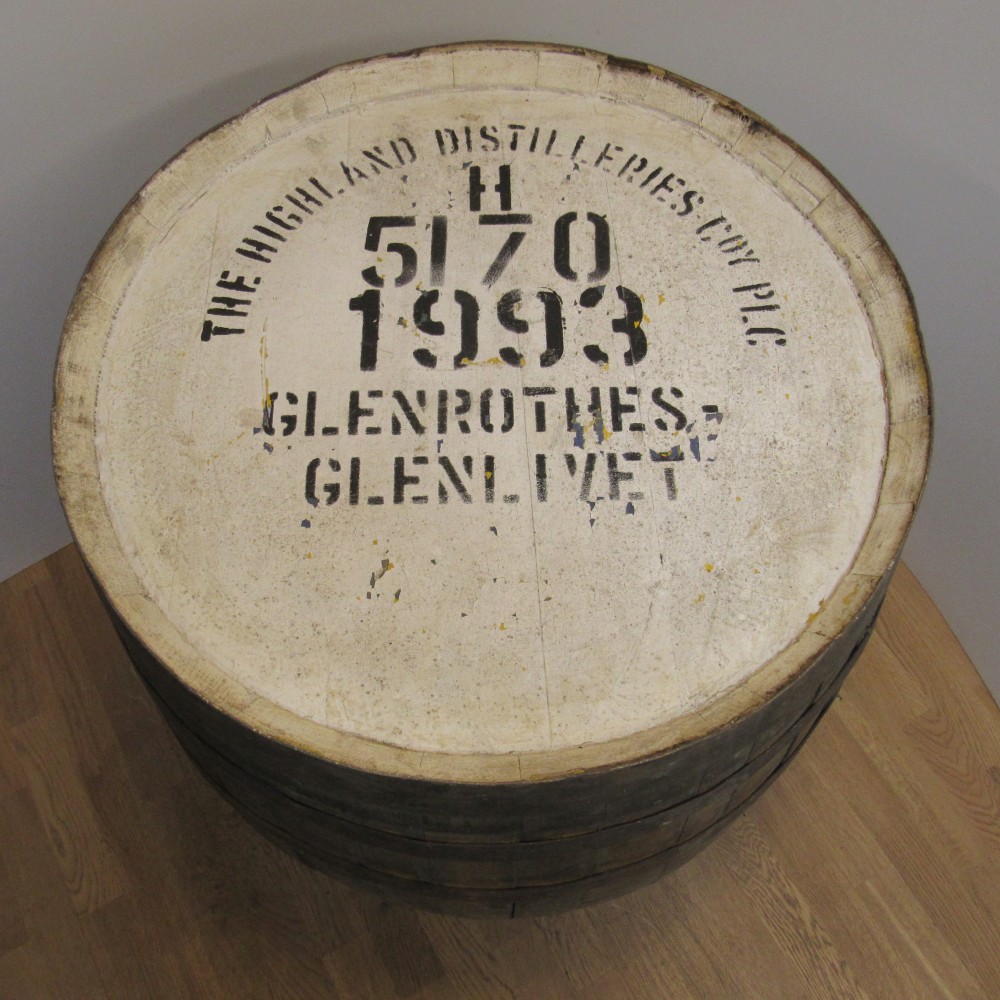 THE HIGHLAND DISTILLERIES COY PLC
H
5170
1993
GLENROTHES-
GLENLIVET